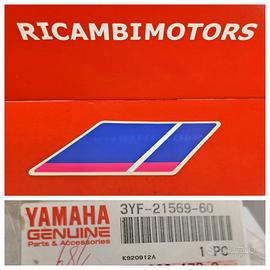 RICAMBIMOTORS
YAMAHA
GENUINE
Parts & Accessories
3YF-21569-60
1 PC
K920912A